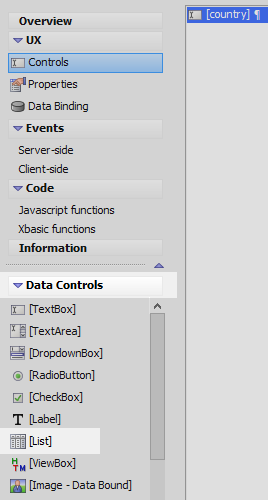 Overview
UX
Controls
Properties
Data Binding
Events
Server-side
Client-side
Code
Javascript functions
Xbasic functions
Information
Data Controls
[TextBox]
[TextArea]
[DropdownBox]
[RadioButton]
[CheckBox]
T [Label]
[List]
HTM [ViewBox]
[Image - Data Bound]
[country] ¶